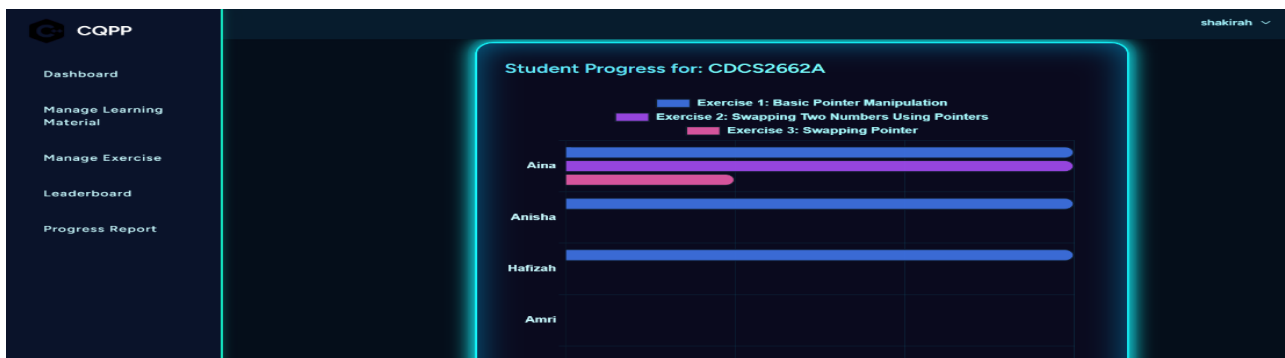 CQPP
shakirah
Dashboard
Manage Learning
Material
Manage Exercise
Leaderboard
Progress Report
Student Progress for: CDCS2662A
Exercise 1: Basic Pointer Manipulation
Exercise 2: Swapping Two Numbers Using Pointers
Exercise 3: Swapping Pointer
Aina
Anisha
Hafizah
Amri